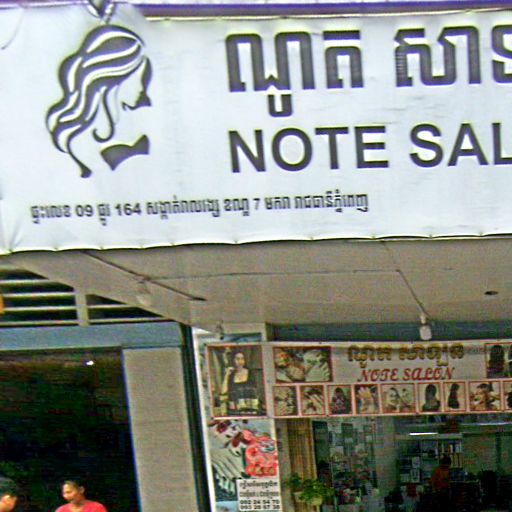 ណូត សាឡន
NOTE SAL
ផ្ទះលេខ 09 ផ្លូវ 164 សង្កាត់វាលវង្ស ខណ្ឌ 7 មករា រាជធានីភ្នំពេញ
ណូត សាឡន
NOTE SALON